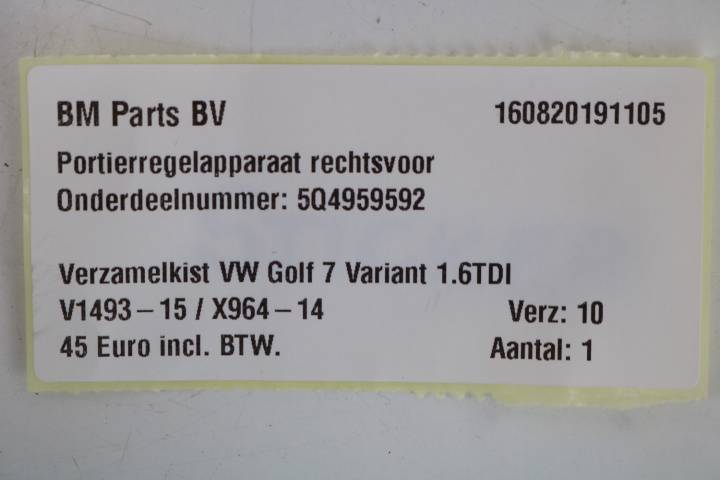 BM Parts BV 160820191105
Portierregelapparaat rechtsvoor
Onderdeelnummer: 5Q4959592
Verzamelkist VW Golf 7 Variant 1.6TDI
V1493-15 / X964-14 Verz: 10
45 Euro incl. BTW. Aantal: 1